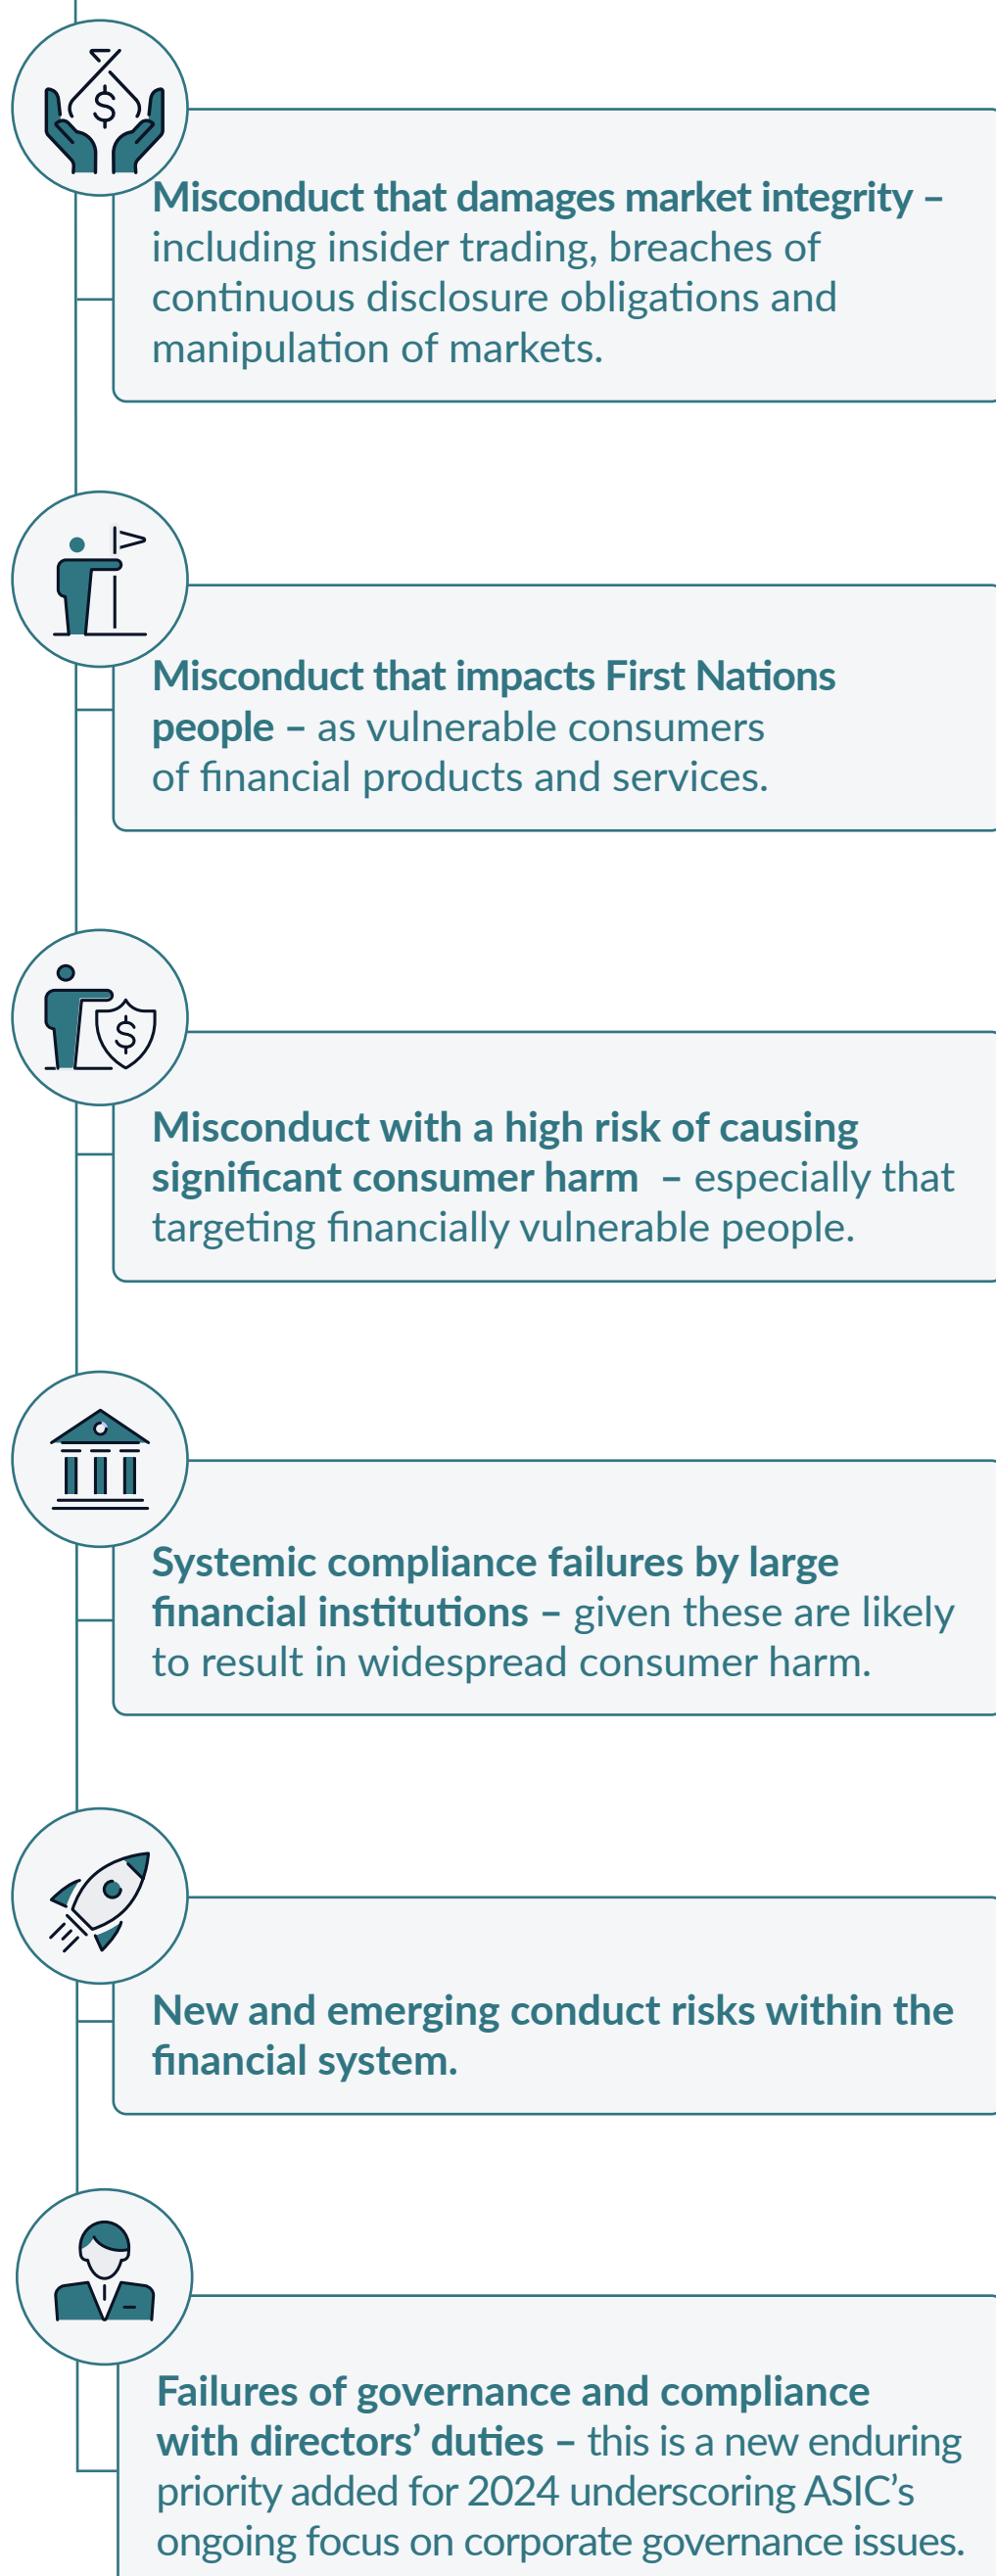 Misconduct that damages market integrity –
including insider trading, breaches of
continuous disclosure obligations and
manipulation of markets.
Misconduct that impacts First Nations
people – as vulnerable consumers
of financial products and services.
Misconduct with a high risk of causing
significant consumer harm – especially that
targeting financially vulnerable people.
Systemic compliance failures by large
financial institutions – given these are likely
to result in widespread consumer harm.
New and emerging conduct risks within the
financial system.
Failures of governance and compliance
with directors’ duties – this is a new enduring
priority added for 2024 underscoring ASIC’s
ongoing focus on corporate governance issues.